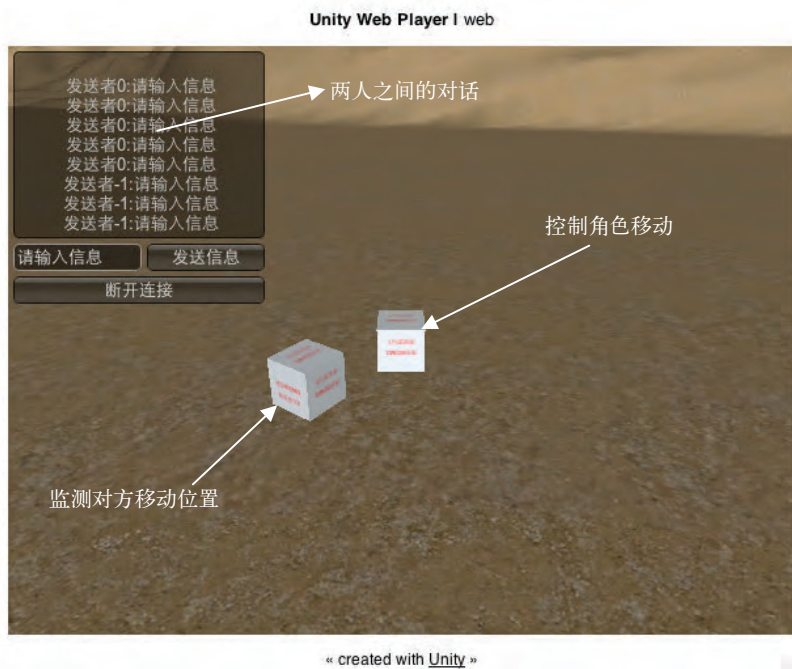 Unity Web Player | web
发送者0:请输入信息
发送者0:请输入信息
发送者0:请输入信息
发送者0:请输入信息
发送者0:请输入信息
发送者-1:请输入信息
发送者-1:请输入信息
发送者-1:请输入信息
两人之间的对话
请输入信息
发送信息
断开连接
控制角色移动
监测对方移动位置
« created with Unity »